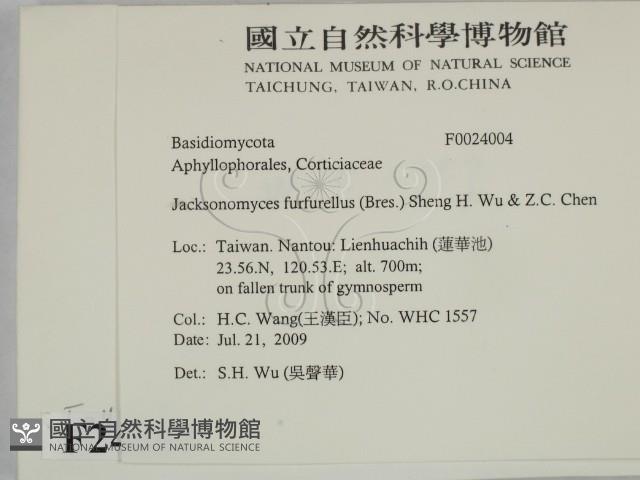 國立自然科學博物館
NATIONAL MUSEUM OF NATURAL SCIENCE
TAICHUNG, TAIWAN, R.O.CHINA
Basidiomycota F0024004
Aphyllophorales, Corticiaceae
Jacksonomyces furfurellus (Bres.) Sheng H. Wu & Z.C. Chen
Loc.: Taiwan. Nantou: Lienhuachih (蓮華池)
23.56.N, 120.53.E; alt. 700m;
on fallen trunk of gymnosperm
Col.: H.C. Wang(王漢臣); No. WHC 1557
Date: Jul. 21, 2009
Det.: S.H. Wu (吳聲華)
國立自然科學博物館
NATIONAL MUSEUM OF NATURAL SCIENCE